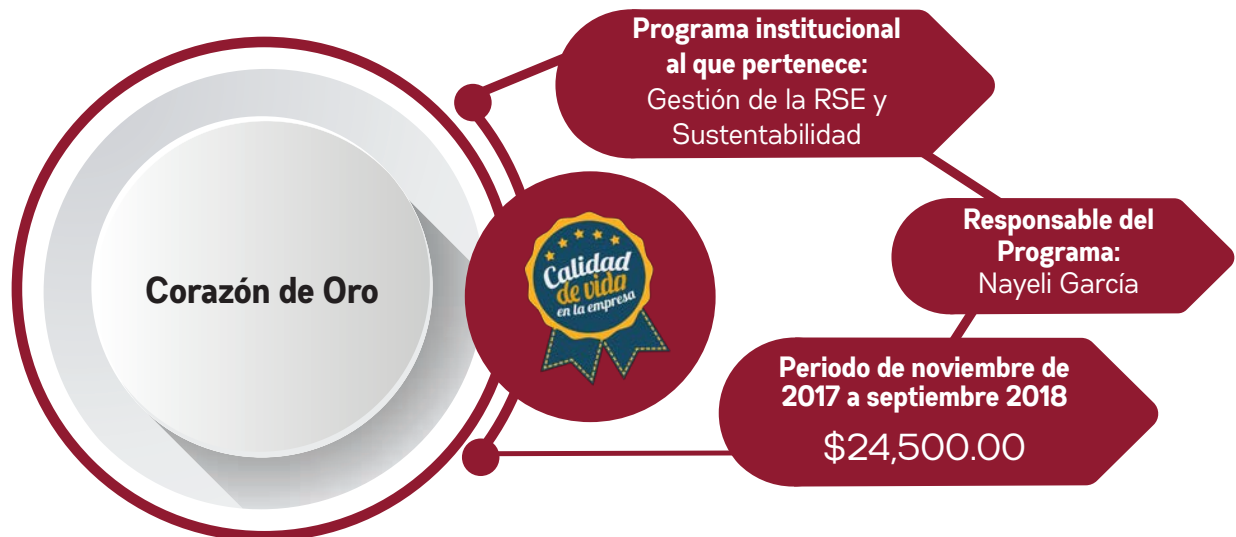 Corazón de Oro
Calidad
de vida
en la empresa
Programa institucional
al que pertenece:
Gestión de la RSE y
Sustentabilidad
Responsable del
Programa:
Nayeli García
Periodo de noviembre de
2017 a septiembre 2018
$24,500.00